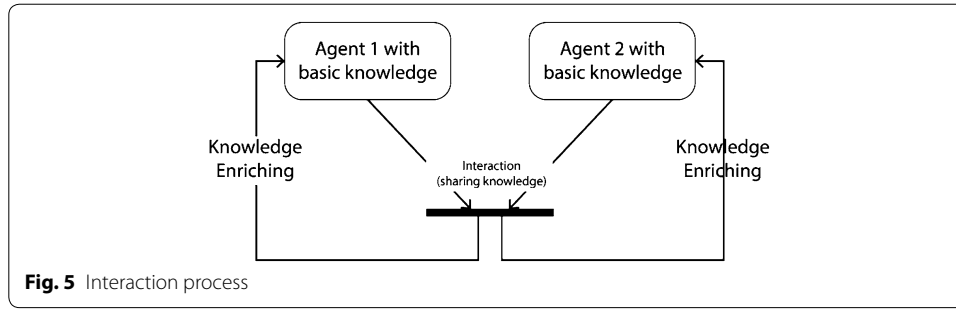 Agent 1 with
basic knowledge
Agent 2 with
basic knowledge
Knowledge
Enriching
Interaction
(sharing knowledge)
Knowledge
Enriching
Fig. 5 Interaction process